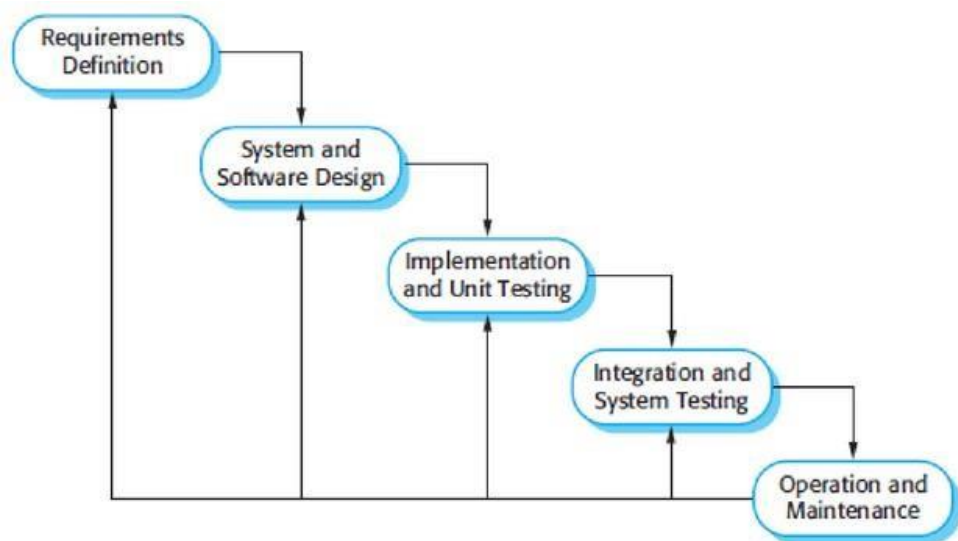 Requirements
Definition
System and
Software Design
Implementation
and Unit Testing
Integration and
System Testing
Operation and
Maintenance